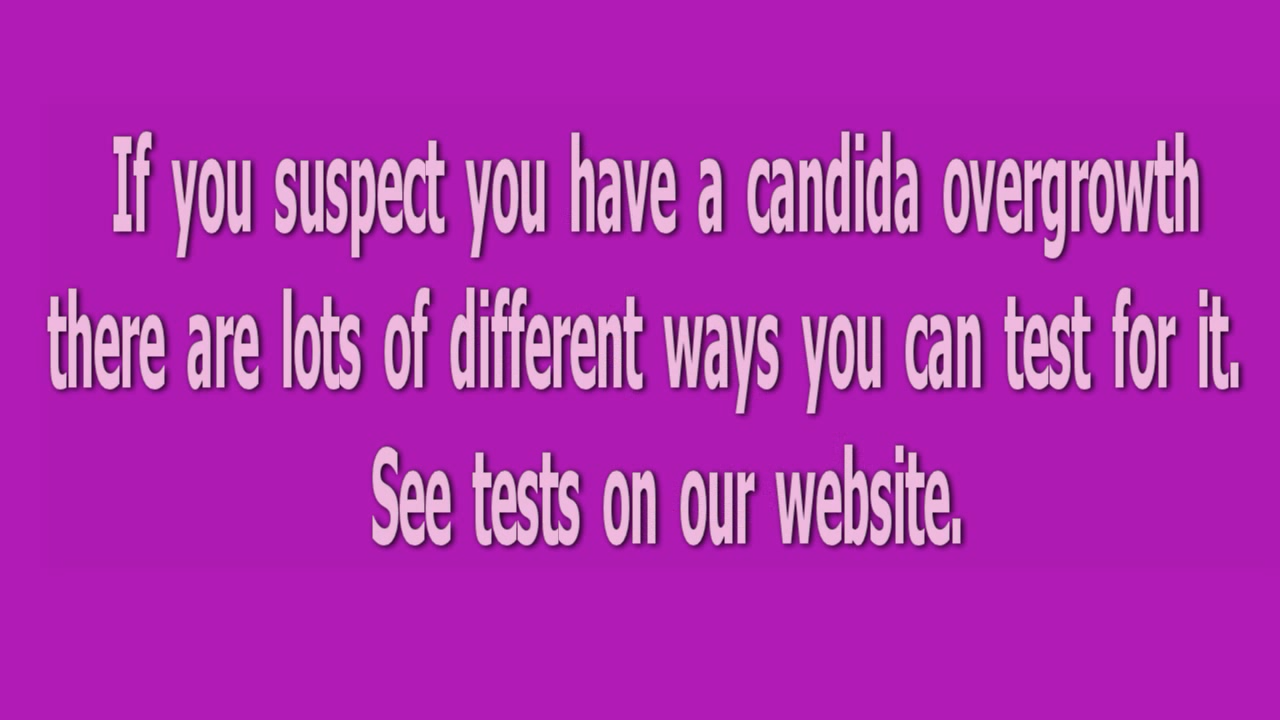 If you suspect you have a candida overgrowth
there are lots of different ways you can test for it.
See tests on our website.